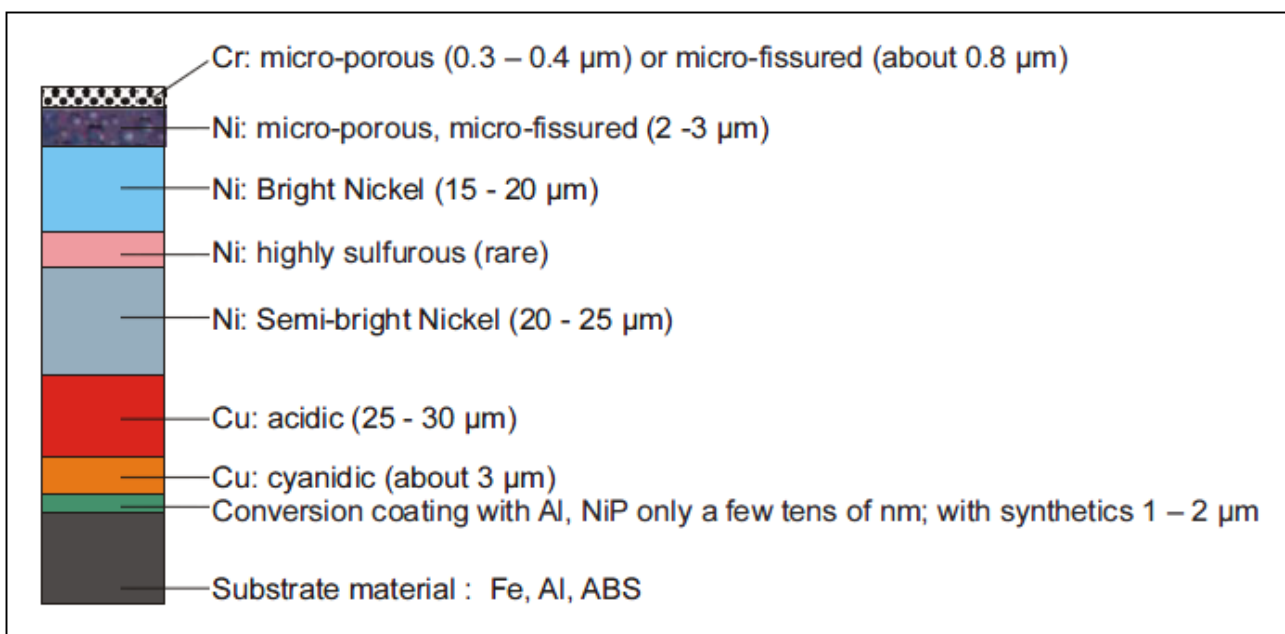 Cr: micro-porous (0.3 – 0.4 µm) or micro-fissured (about 0.8 µm)
Ni: micro-porous, micro-fissured (2 -3 µm)
Ni: Bright Nickel (15 - 20 µm)
Ni: highly sulfurous (rare)
Ni: Semi-bright Nickel (20 - 25 µm)
Cu: acidic (25 - 30 µm)
Cu: cyanidic (about 3 µm)
Conversion coating with Al, NiP only a few tens of nm; with synthetics 1 – 2 µm
Substrate material : Fe, Al, ABS